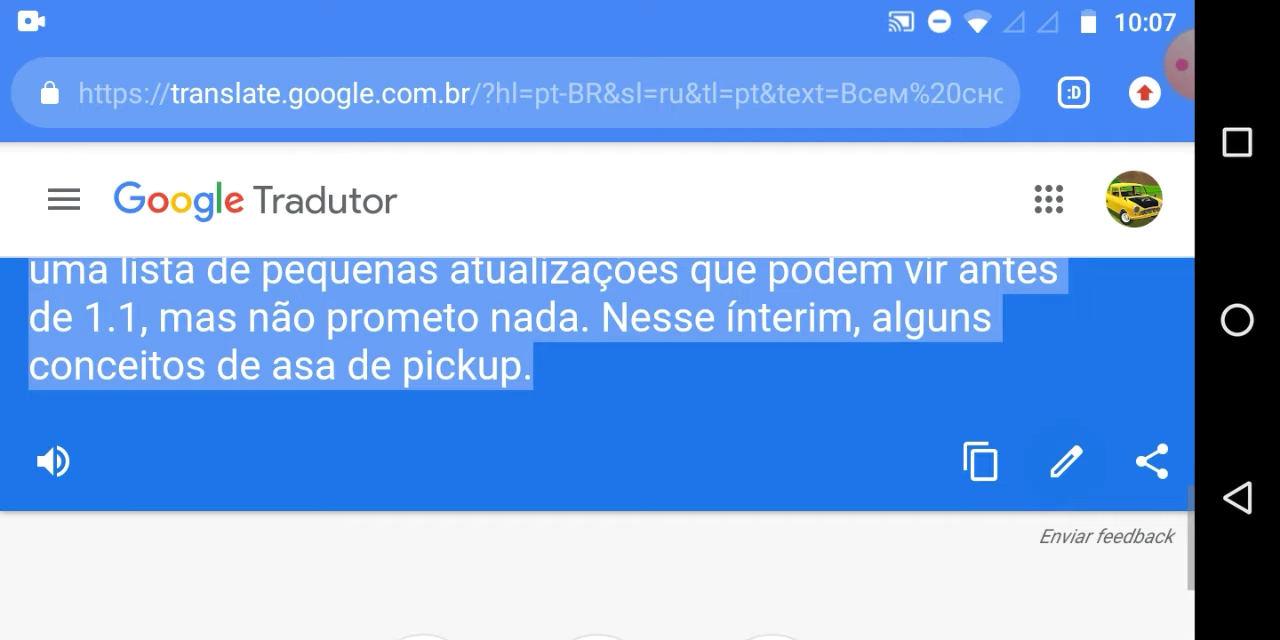 10:07
https://translate.google.com.br/?hl=pt-BR&sl=ru&tl=pt&text=Всем%20сно
:D
Google Tradutor
uma lista de pequenas atualizações que podem vir antes
de 1.1, mas não prometo nada. Nesse ínterim, alguns
conceitos de asa de pickup.
Enviar feedback